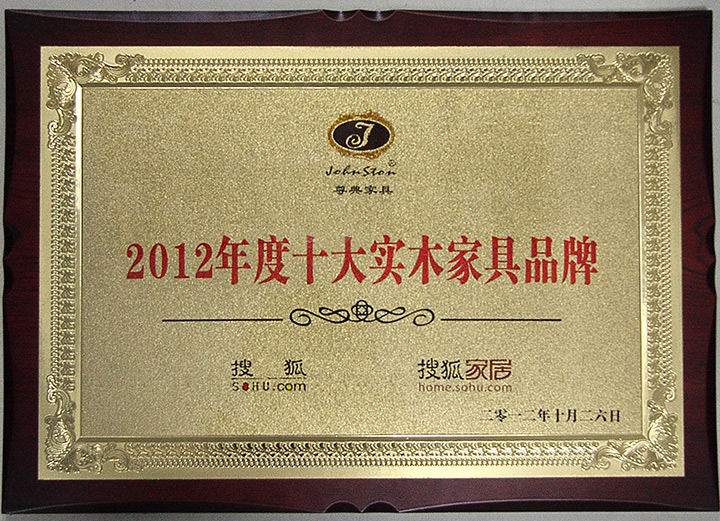 J
JohnSton
尊典家具
2012年度十大实木家具品牌
搜狐 搜狐家居
SOHU.com home.sohu.com
二零一二年十月二六日